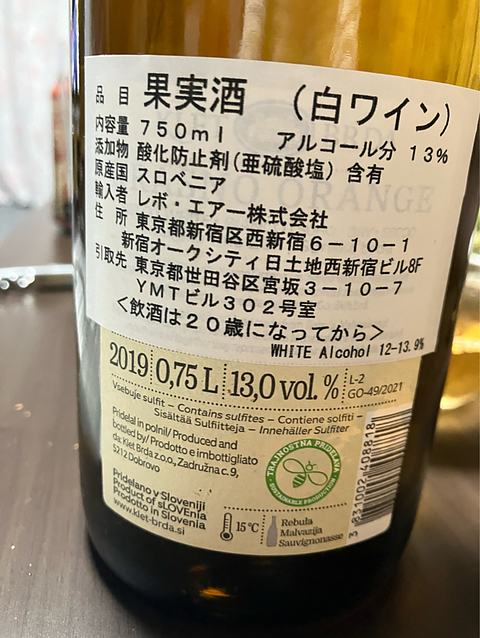 品 目 果実酒 (白ワイン)
内容量 750ml アルコール分 13%
添加物 酸化防止剤(亜硫酸塩) 含有
原産国 スロベニア
輸入者 レボ・エアー株式会社
住 所 東京都新宿区西新宿6-10-1
新宿オークシティ日土地西新宿ビル8F
引取先 東京都世田谷区宮坂3-10-7
YMTビル302号室
<飲酒は20歳になってから>
WHITE Alcohol 12-13.9%
2019 0,75 L 13,0 vol. % L-2
GO-49/2021
Vsebuje sulfit – Contains sulfites – Contiene solfiti –
Sisältää Sulfiitteja – Innehåller Sulfiter
Pridelal in polnil/Produced and
bottled by/Prodotto e imbottigliato
da: Klet Brda z.o.o., Zadružna c. 9,
5212 Dobrovo
TRAJNOSTNA PRIDELAVA
SUSTAINABLE PRODUCTION
Pridelano v Sloveniji
product of sLOVEnia
prodotto in Slovenia
www.klet-brda.si
15°C
Rebula
Malvazija
Sauvignonasse
3 831002 408818
ORANGE